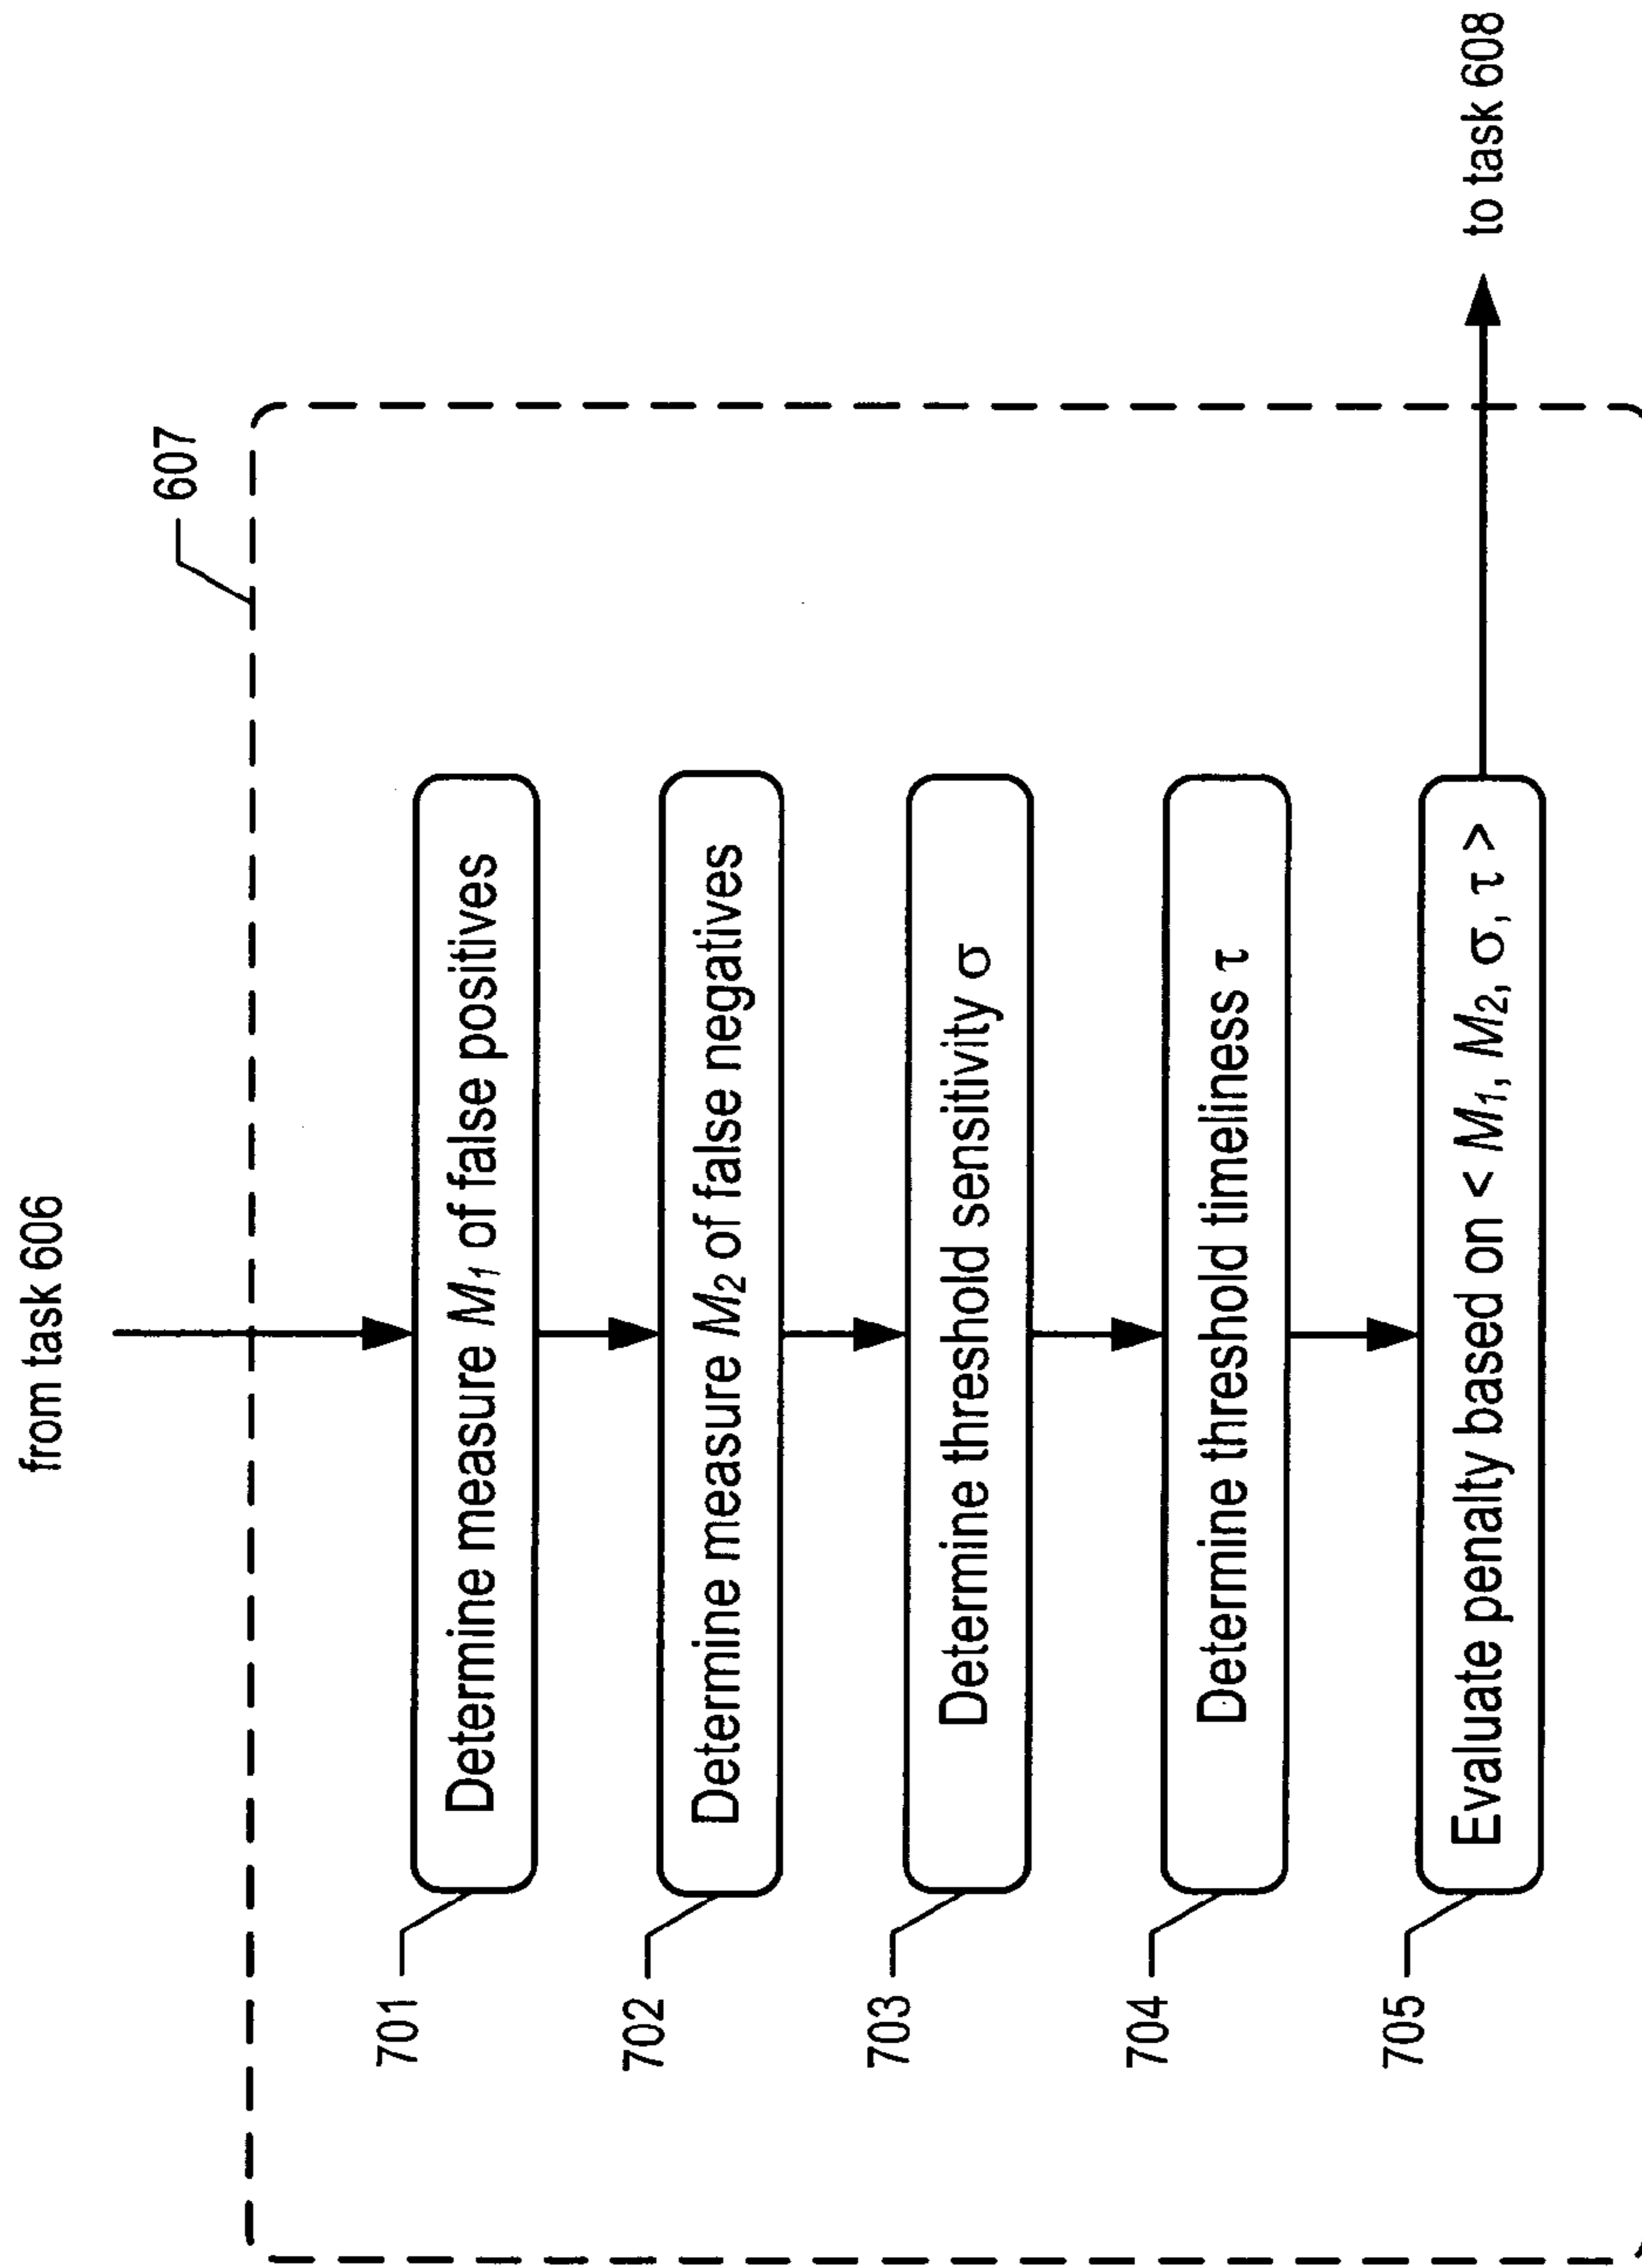 from task 606
607
701
Determine measure M1 of false positives
702
Determine measure M2 of false negatives
703
Determine threshold sensitivity σ
704
Determine threshold timeliness τ
705
Evaluate penalty based on < M1, M2, σ, τ >
to task 608